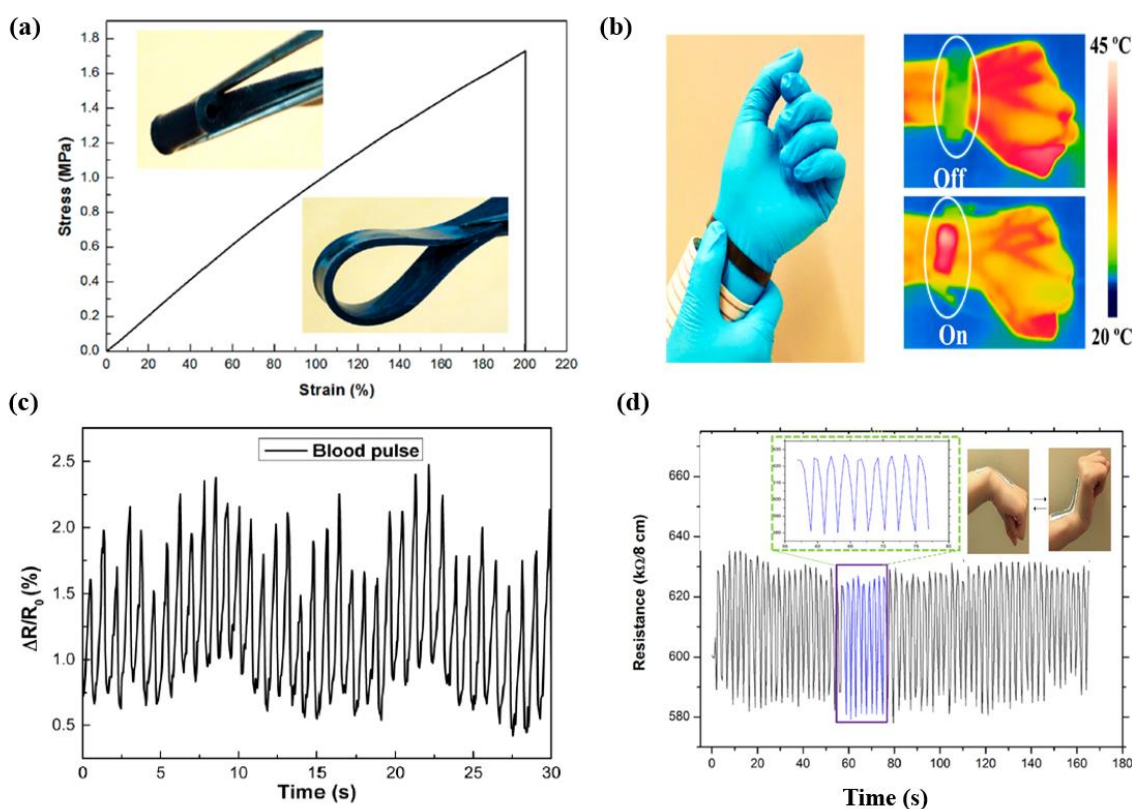 (a)
1.8
1.6
1.4
1.2
1.0
0.8
0.6
0.4
0.2
0.0
Stress (MPa)
0 20 40 60 80 100 120 140 160 180 200 220
Strain (%)
(b)
45 ºC
Off
On
20 ºC
(c)
Blood pulse
2.5
2.0
1.5
1.0
0.5
ΔR/R0 (%)
0 5 10 15 20 25 30
Time (s)
(d)
660
640
620
600
580
Resistance (kΩ/8 cm)
0 20 40 60 80 100 120 140 160 180
Time (s)